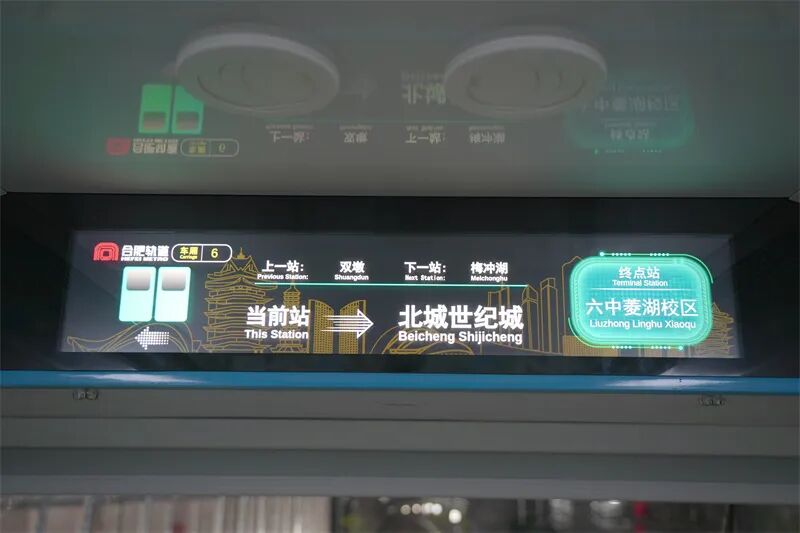 合肥轨道
HEFEI METRO
车厢
Carriage
6
上一站：
Previous Station:
双墩
Shuangdun
下一站：
Next Station:
梅冲湖
Meichonghu
当前站
This Station
北城世纪城
Beicheng Shijicheng
终点站
Terminal Station
六中菱湖校区
Liuzhong Linghu Xiaoqu